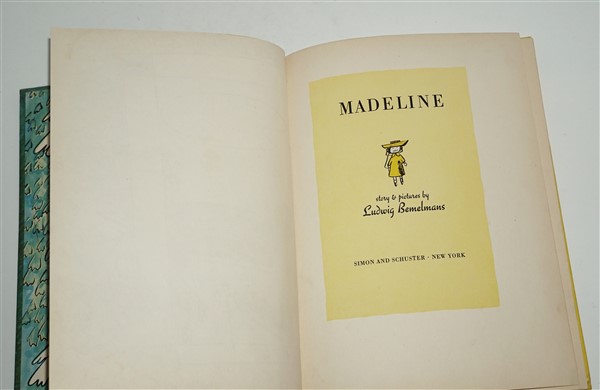 MADELINE
story & pictures by
Ludwig Bemelmans
SIMON AND SCHUSTER · NEW YORK